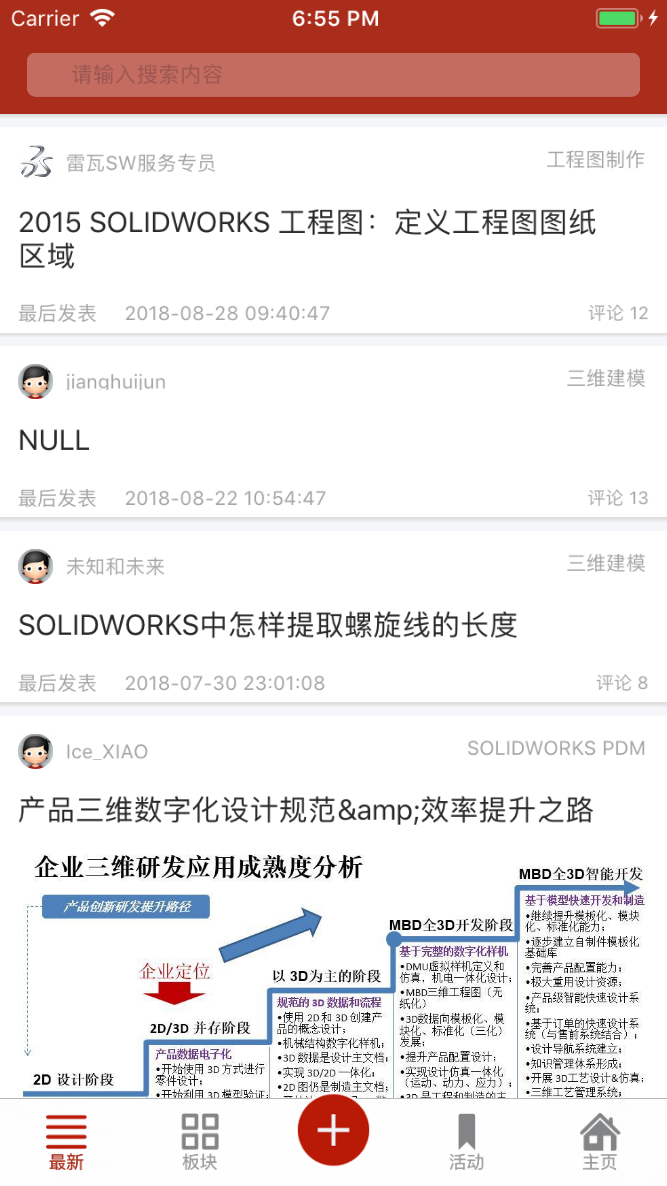 Carrier 6:55 PM
请输入搜索内容
雷瓦SW服务专员 工程图制作
2015 SOLIDWORKS 工程图：定义工程图图纸
区域
最后发表 2018-08-28 09:40:47 评论 12
jianghuijun 三维建模
NULL
最后发表 2018-08-22 10:54:47 评论 13
未知和未来 三维建模
SOLIDWORKS中怎样提取螺旋线的长度
最后发表 2018-07-30 23:01:08 评论 8
Ice_XIAO SOLIDWORKS PDM
产品三维数字化设计规范&amp;效率提升之路
企业三维研发应用成熟度分析
产品创新研发提升路径
企业定位
2D 设计阶段
2D/3D 并存阶段
产品数据电子化
•开始使用 3D 方式进行
零件设计；
•开始利用 3D 模型验证
以 3D为主的阶段
规范的 3D 数据和流程
•使用 2D 和 3D 创建产
品的概念设计；
•机械结构数字化样机；
•3D 数据是设计主文档；
•实现 3D/2D 一体化；
•2D 图仍是制造主文档；
MBD全3D开发阶段
基于完整的数字化样机
•DMU虚拟样机定义和
仿真，机电一体化设计；
•MBD三维工程图（无
纸化）
•3D数据向模板化、模
块化、标准化（三化）
发展；
•提升产品配置设计；
•实现设计仿真一体化
（运动、动力、应力）；
•3D 是工程和制造的主
MBD全3D智能开发
基于模型快速开发和制造
•继续提升模板化、模块
化、标准化能力；
•逐步建立自制件模板化
基础库
•完善产品配置能力；
•极大重用设计资源；
•产品级智能快速设计系
统；
•基于订单的快速设计系
统（与售前系统结合）；
•设计导航系统建立；
•知识管理体系形成；
•开展 3D工艺设计&仿真；
•三维工艺管理系统；
最新 板块 活动 主页